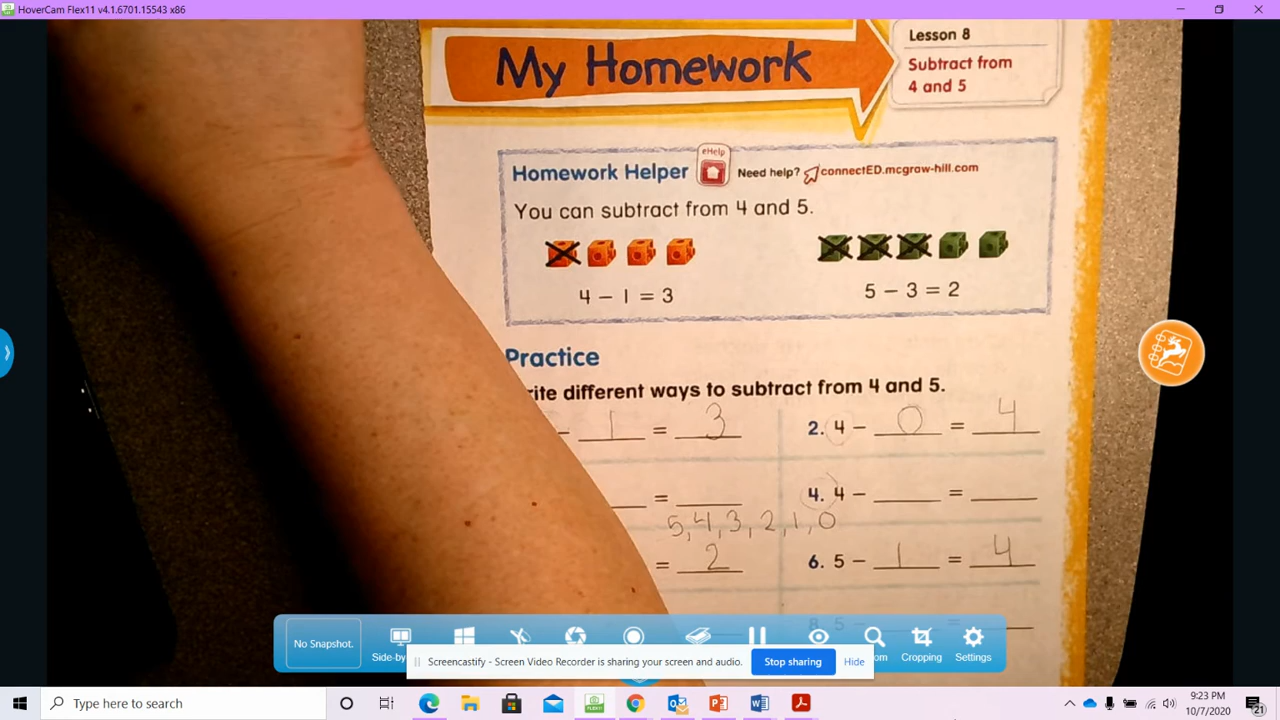 HoverCam Flex11 v4.1.6701.15543 x86
My Homework
Lesson 8
Subtract from
4 and 5
Homework Helper
eHelp
Need help? connectED.mcgraw-hill.com
You can subtract from 4 and 5.
4 − 1 = 3
5 − 3 = 2
Practice
rite different ways to subtract from 4 and 5.
− 1 = 3
2. 4 − 0 = 4
= 
4. 4 − =
5, 4, 3, 2, 1, 0
= 2
6. 5 − 1 = 4
8. 5 − =
No Snapshot.
Side-by
om
Cropping
Settings
Screencastify - Screen Video Recorder is sharing your screen and audio.
Stop sharing
Hide
Type here to search
FLEX11
9:23 PM
10/7/2020
21